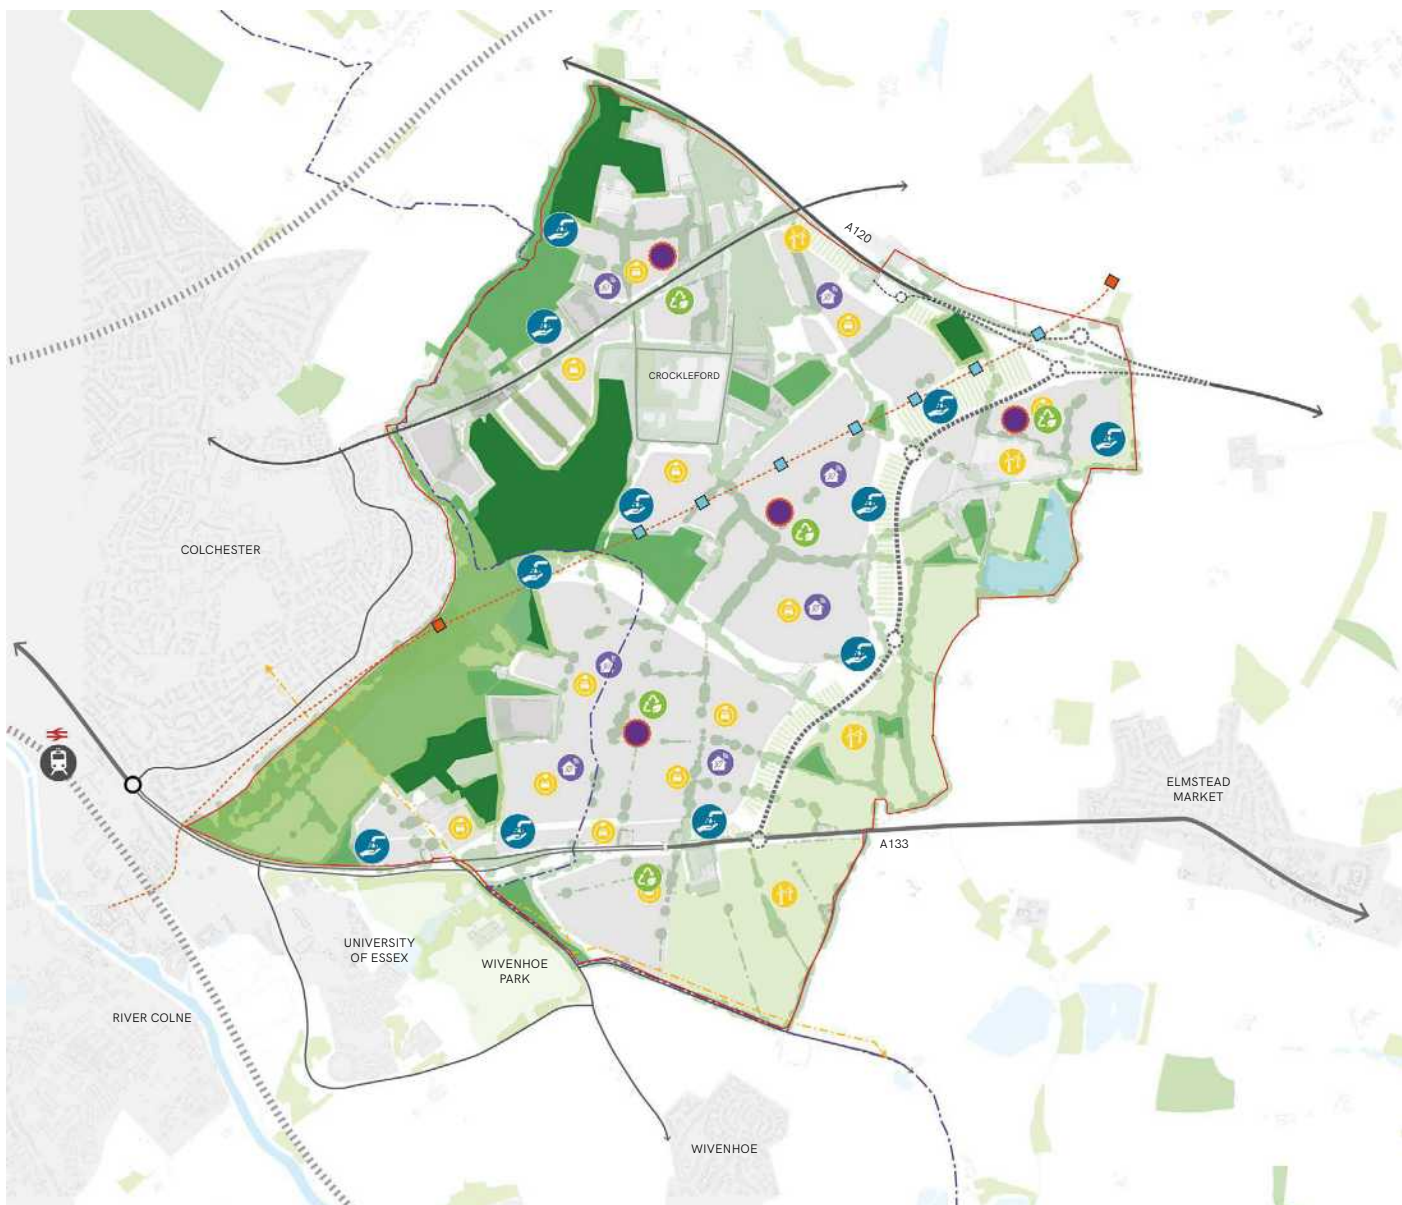 A120
CROCKLEFORD
COLCHESTER
ELMSTEAD
MARKET
A133
UNIVERSITY
OF ESSEX
WIVENHOE
PARK
RIVER COLNE
WIVENHOE